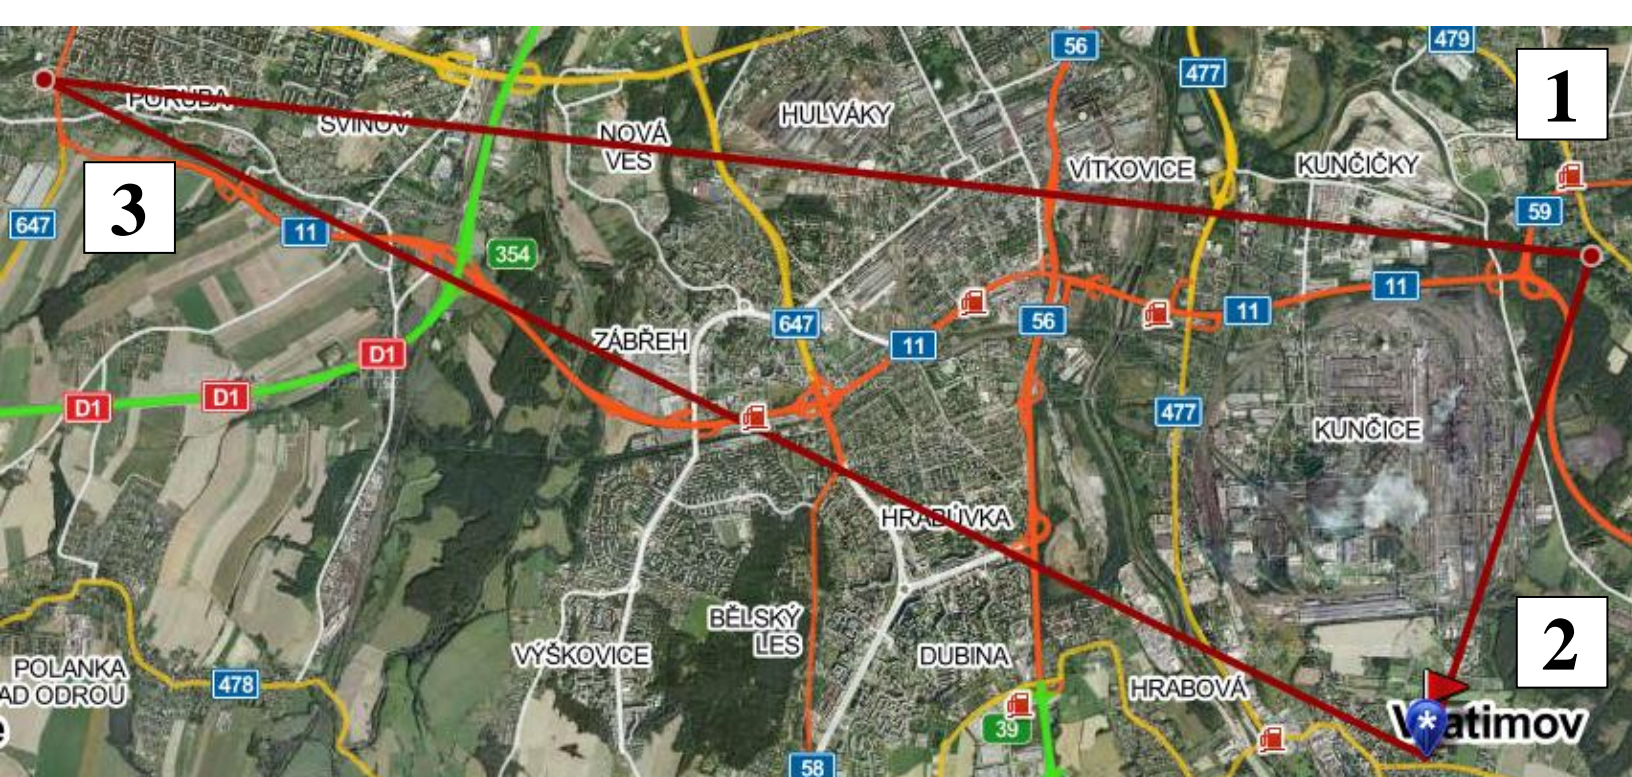 56
479
477
1
PORUBA
SVINOV
NOVÁ
VES
HULVÁKY
VÍTKOVICE
KUNČIČKY
3
647
11
354
59
ZÁBŘEH
647
11
56
11
11
D1
D1
D1
477
KUNČICE
HRABŮVKA
BĚLSKÝ
LES
VÝŠKOVICE
DUBINA
2
POLANKA
AD ODROU
478
HRABOVÁ
39
Vratimov
e
58